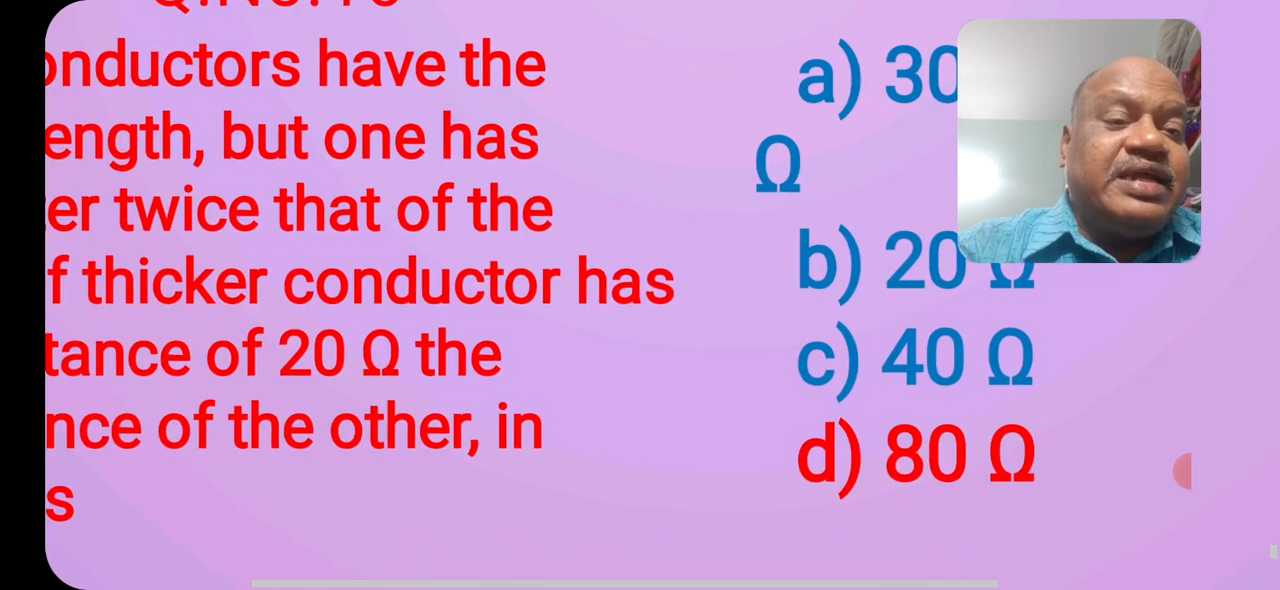 onductors have the
ength, but one has
er twice that of the
f thicker conductor has
tance of 20 Ω the
nce of the other, in
s
a) 30
Ω
b) 20 Ω
c) 40 Ω
d) 80 Ω